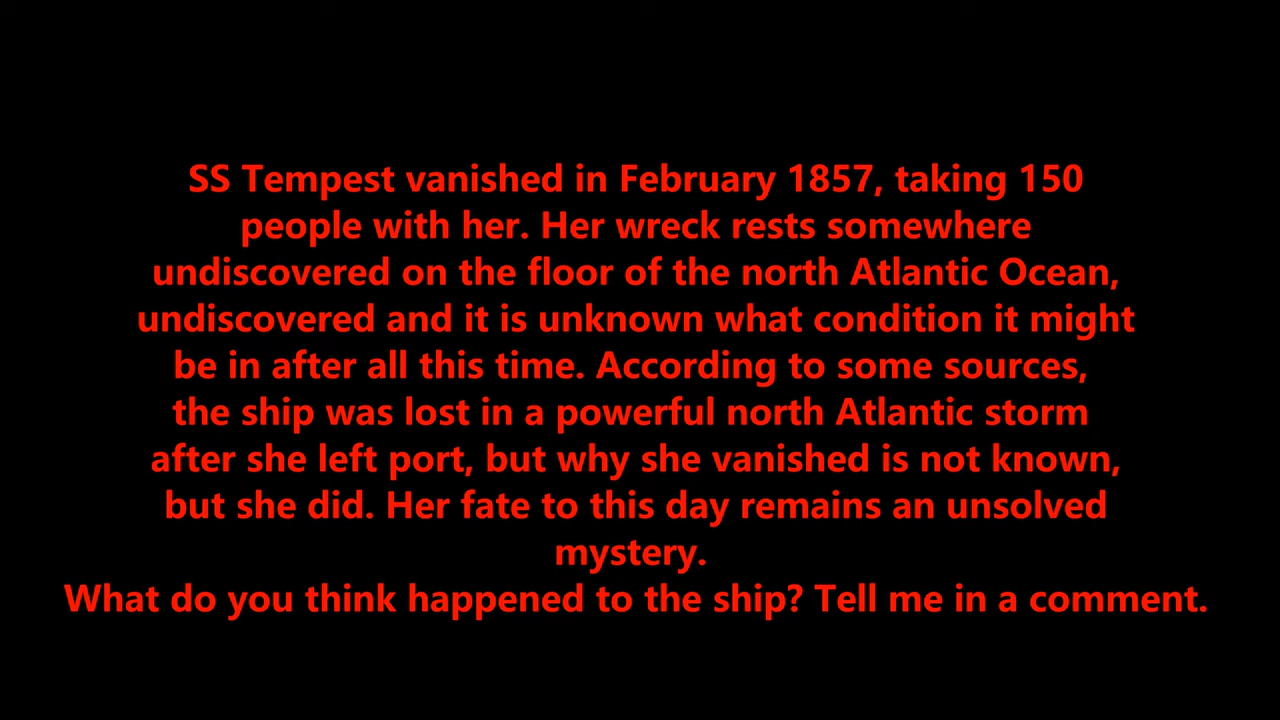 SS Tempest vanished in February 1857, taking 150
people with her. Her wreck rests somewhere
undiscovered on the floor of the north Atlantic Ocean,
undiscovered and it is unknown what condition it might
be in after all this time. According to some sources,
the ship was lost in a powerful north Atlantic storm
after she left port, but why she vanished is not known,
but she did. Her fate to this day remains an unsolved
mystery.
What do you think happened to the ship? Tell me in a comment.